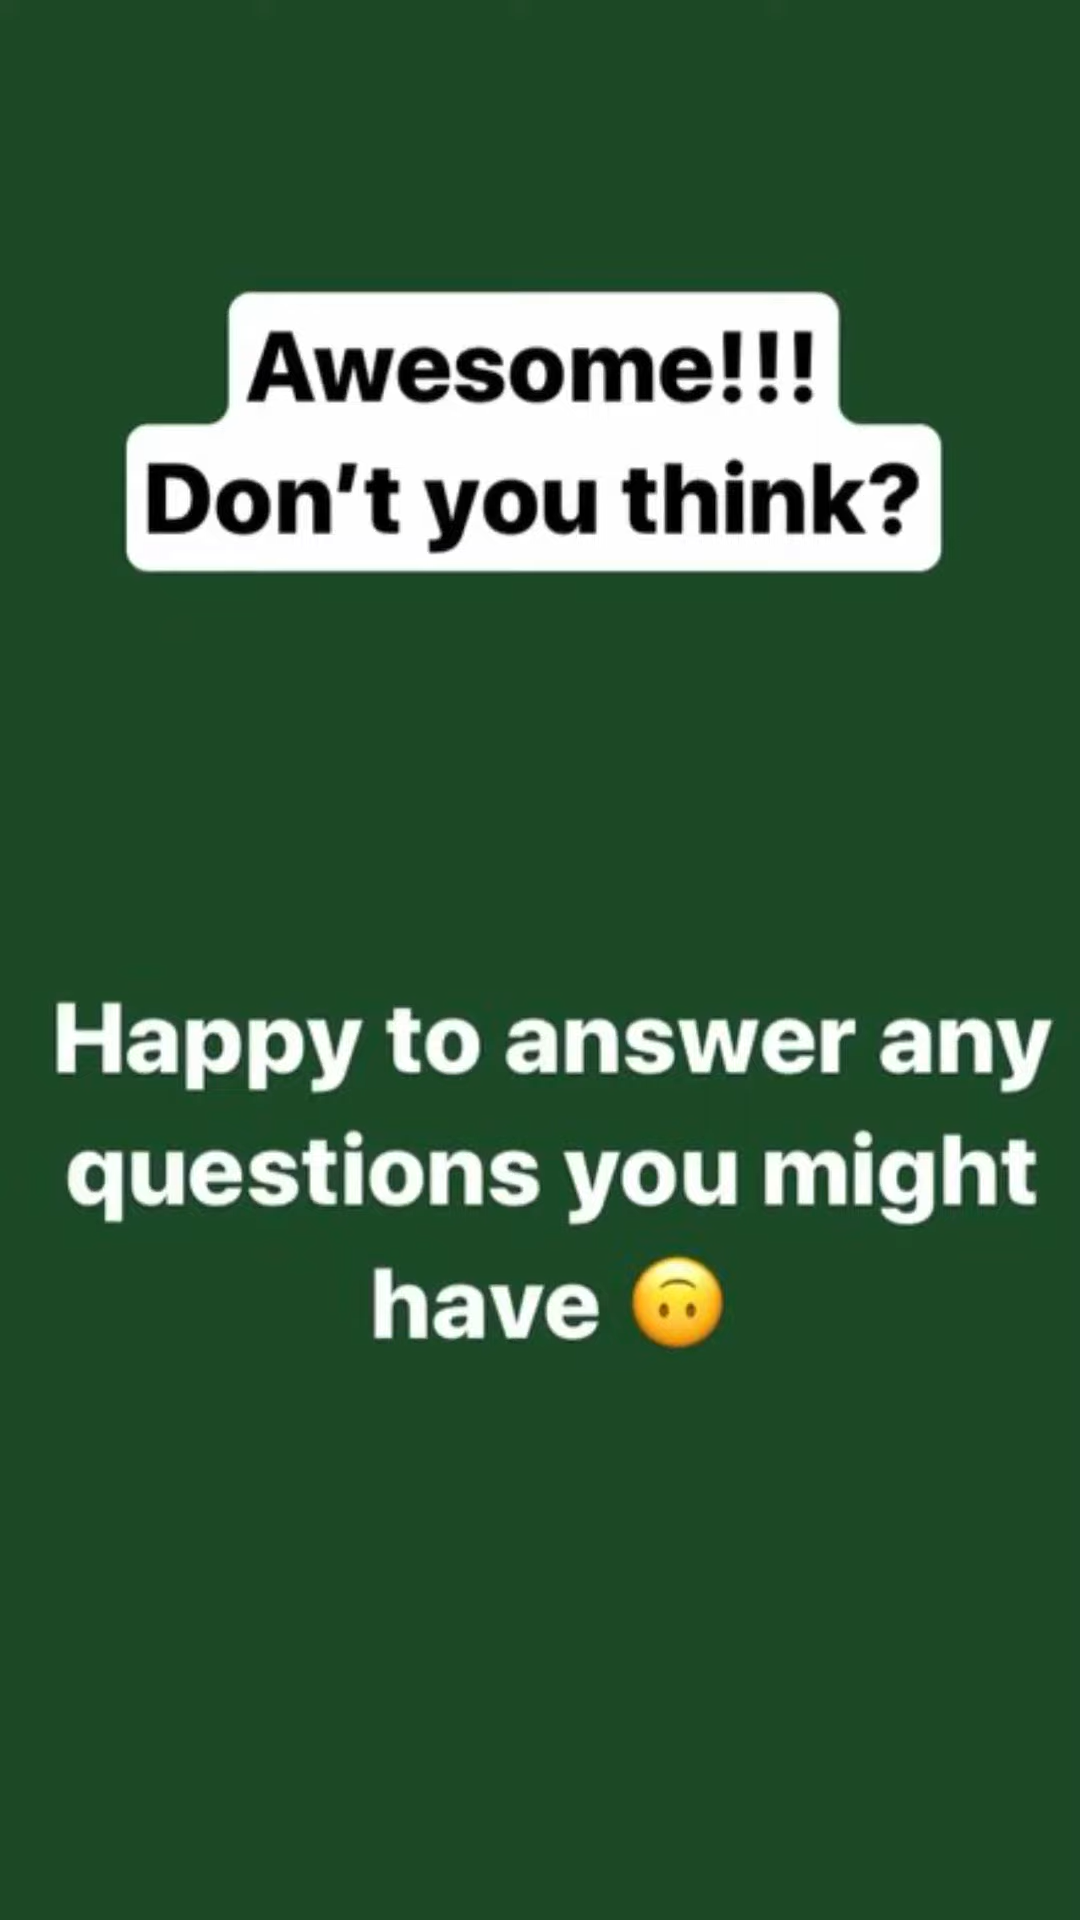 Awesome!!!
Don’t you think?
Happy to answer any
questions you might
have 🙃